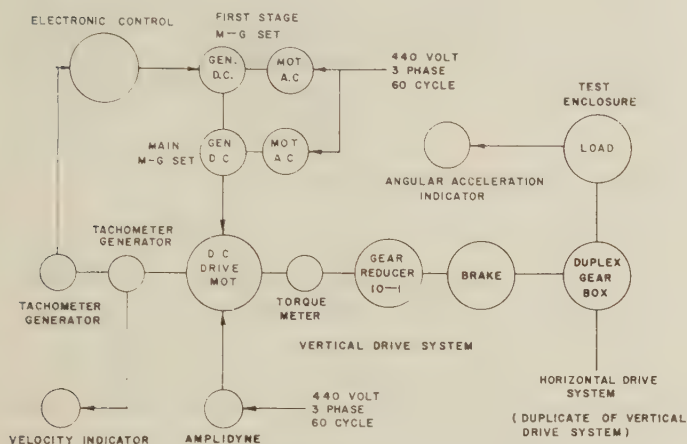 ELECTRONIC CONTROL
FIRST STAGE
M-G SET
GEN.
D.C.
MOT
A.C
440 VOLT
3 PHASE
60 CYCLE
TEST
ENCLOSURE
LOAD
MAIN
M-G SET
GEN
D C
MOT
A C
ANGULAR ACCELERATION
INDICATOR
TACHOMETER
GENERATOR
TACHOMETER
GENERATOR
D C
DRIVE
MOT
TORQUE
METER
GEAR
REDUCER
10-1
BRAKE
DUPLEX
GEAR
BOX
VERTICAL DRIVE SYSTEM
HORIZONTAL DRIVE
SYSTEM
(DUPLICATE OF VERTICAL
DRIVE SYSTEM)
VELOCITY INDICATOR
AMPLIDYNE
440 VOLT
3 PHASE
60 CYCLE